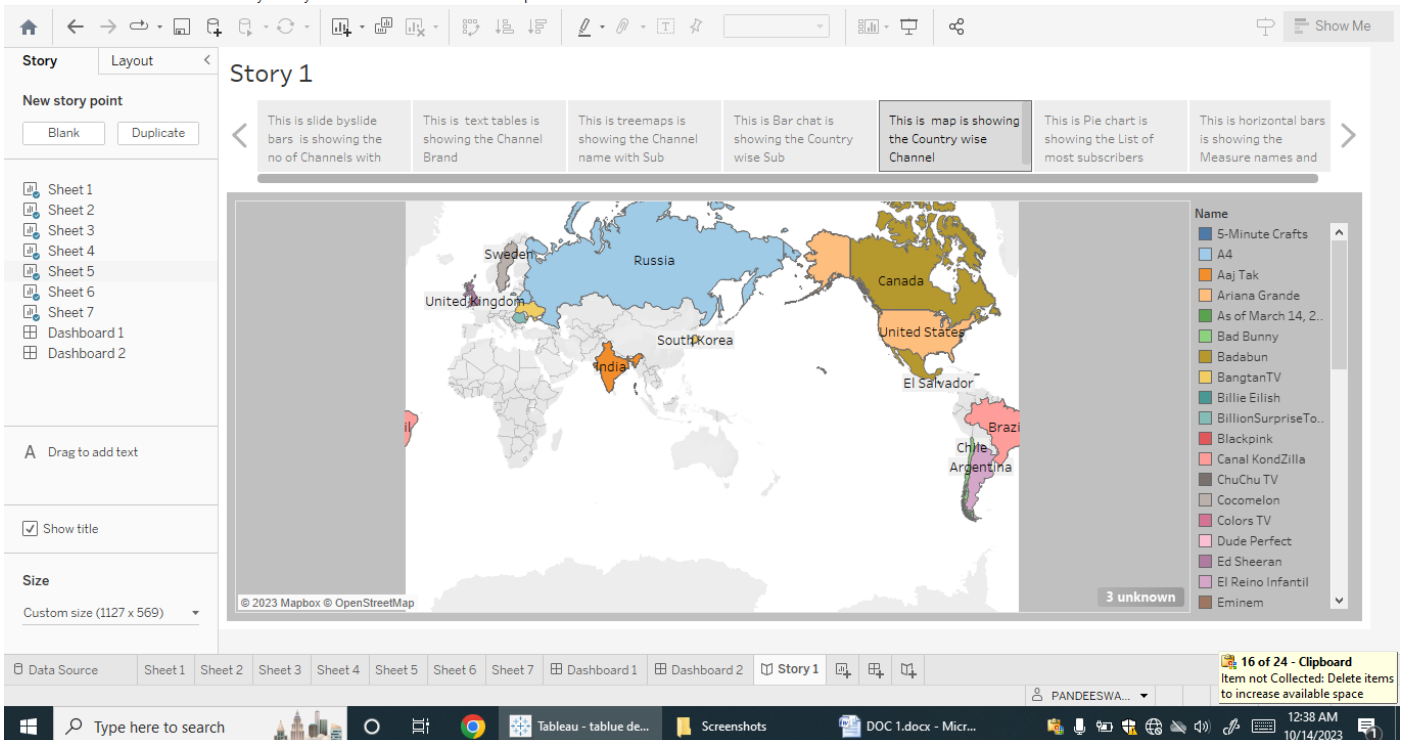 Show Me
Story
Layout
New story point
Blank
Duplicate
Sheet 1
Sheet 2
Sheet 3
Sheet 4
Sheet 5
Sheet 6
Sheet 7
Dashboard 1
Dashboard 2
A Drag to add text
Show title
Size
Custom size (1127 x 569)
Story 1
This is slide byslide
bars is showing the
no of Channels with
This is text tables is
showing the Channel
Brand
This is treemaps is
showing the Channel
name with Sub
This is Bar chat is
showing the Country
wise Sub
This is map is showing
the Country wise
Channel
This is Pie chart is
showing the List of
most subscribers
This is horizontal bars
is showing the
Measure names and
Sweden
Russia
United Kingdom
Canada
South Korea
United States
India
El Salvador
il
Brazi
Chile
Argentina
© 2023 Mapbox © OpenStreetMap
3 unknown
Name
5-Minute Crafts
A4
Aaj Tak
Ariana Grande
As of March 14, 2..
Bad Bunny
Badabun
BangtanTV
Billie Eilish
BillionSurpriseTo..
Blackpink
Canal KondZilla
ChuChu TV
Cocomelon
Colors TV
Dude Perfect
Ed Sheeran
El Reino Infantil
Eminem
Data Source
Sheet 1
Sheet 2
Sheet 3
Sheet 4
Sheet 5
Sheet 6
Sheet 7
Dashboard 1
Dashboard 2
Story 1
16 of 24 - Clipboard
Item not Collected: Delete items
to increase available space
PANDEESWA...
Type here to search
Tableau - tablue de...
Screenshots
DOC 1.docx - Micr...
12:38 AM
10/14/2023
1